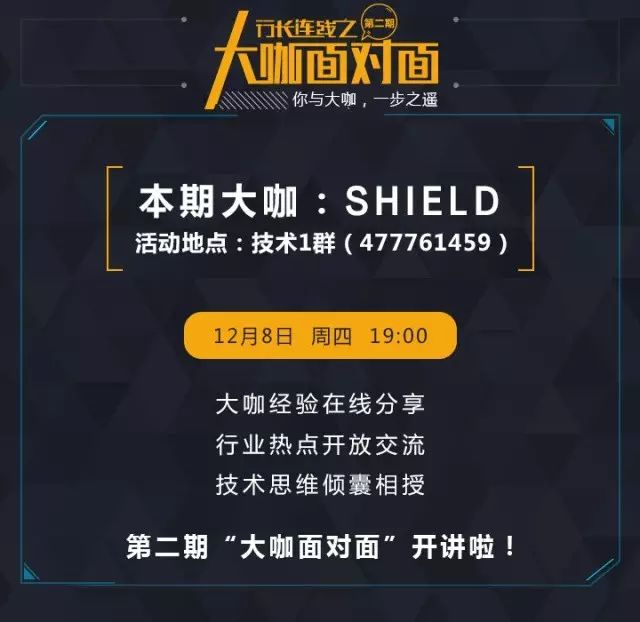 行长连线之
第二期
大咖面对面
你与大咖，一步之遥
本期大咖：SHIELD
活动地点：技术1群（477761459）
12月8日 周四 19:00
大咖经验在线分享
行业热点开放交流
技术思维倾囊相授
第二期“大咖面对面”开讲啦！